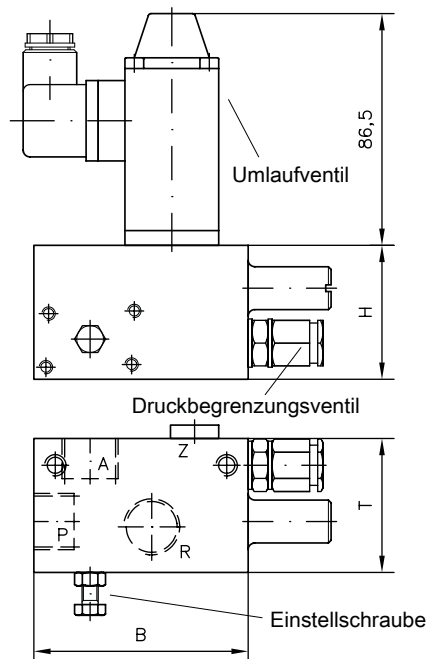 86,5
Umlaufventil
H
Druckbegrenzungsventil
Z
A
P
R
T
Einstellschraube
B